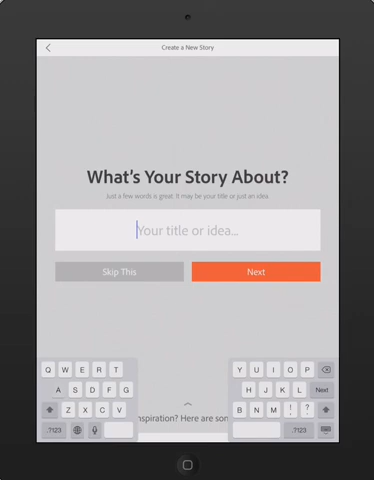 Create a New Story
What's Your Story About?
Just a few words is great. It may be your title or just an idea.
Your title or idea...
Skip This
Next
Q W E R T
Y U I O P
A S D F G
H J K L Next
Z X C V
B N M ! , ? .
.?123
nspiration? Here are son
.?123